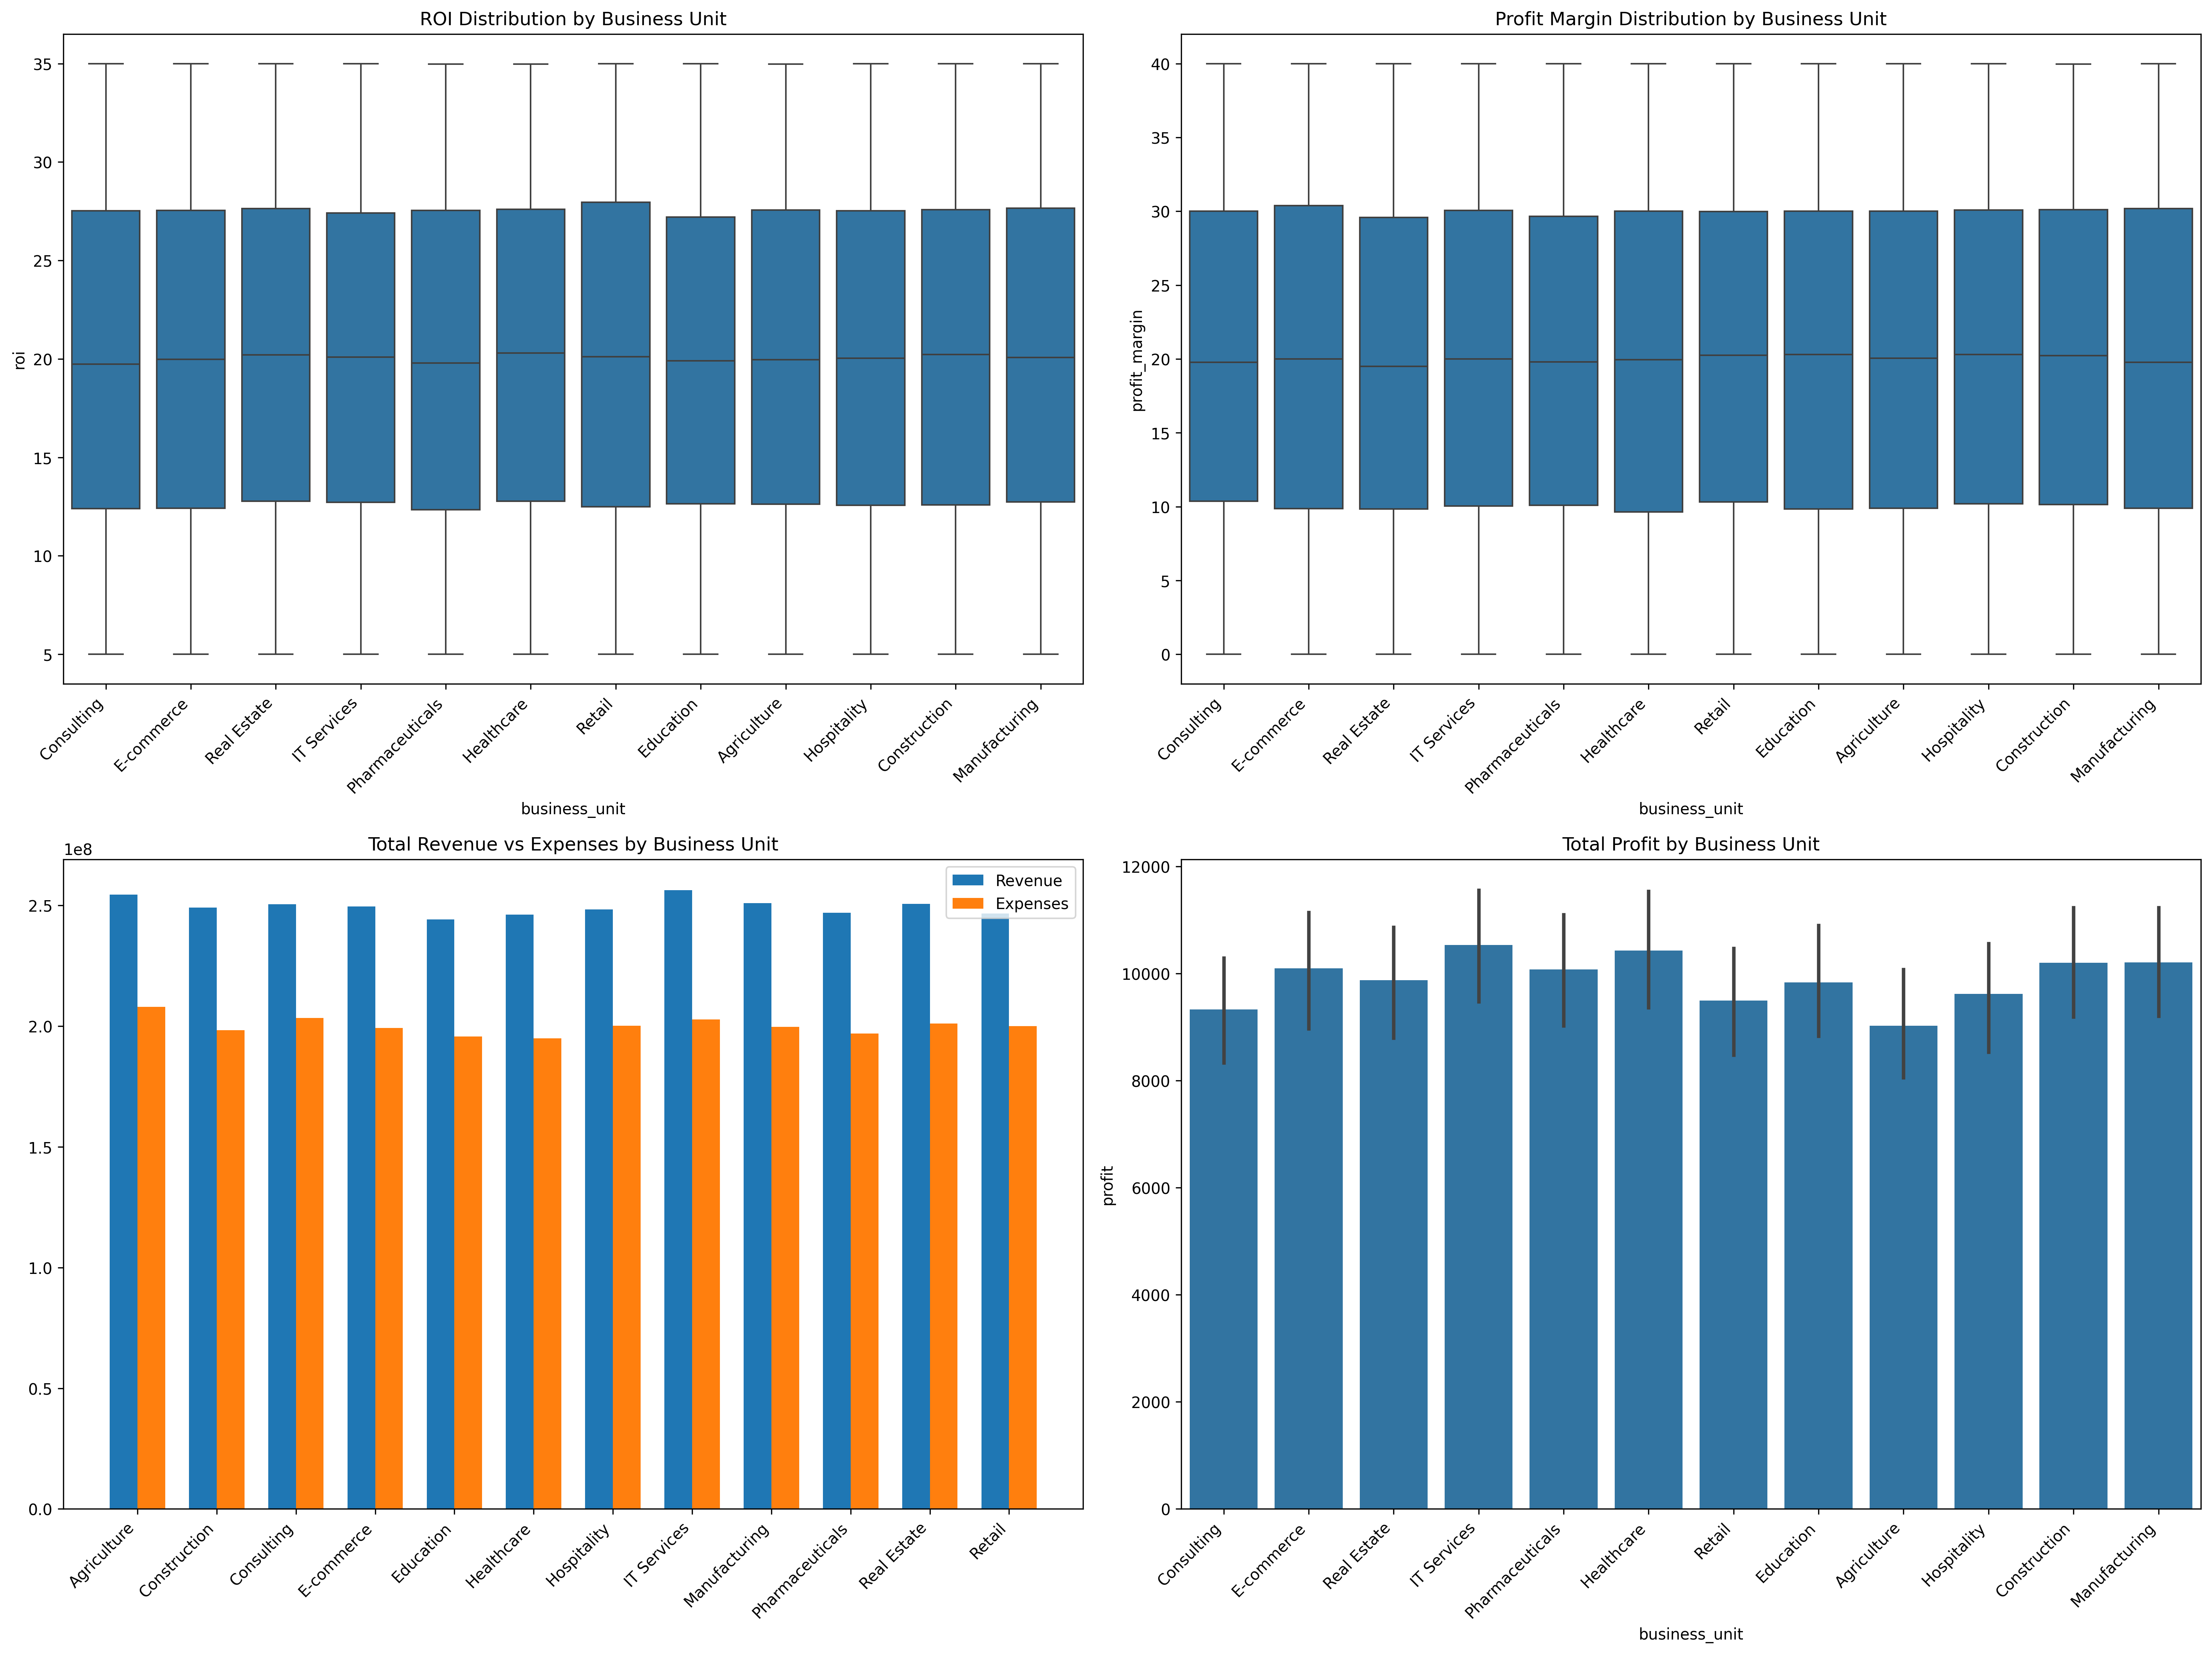 ROI Distribution by Business Unit
35
30
25
20
15
10
5
roi
Consulting
E-commerce
Real Estate
IT Services
Pharmaceuticals
Healthcare
Retail
Education
Agriculture
Hospitality
Construction
Manufacturing
business_unit
Profit Margin Distribution by Business Unit
40
35
30
25
20
15
10
5
0
profit_margin
Consulting
E-commerce
Real Estate
IT Services
Pharmaceuticals
Healthcare
Retail
Education
Agriculture
Hospitality
Construction
Manufacturing
business_unit
Total Revenue vs Expenses by Business Unit
1e8
2.5
2.0
1.5
1.0
0.5
0.0
Revenue
Expenses
Agriculture
Construction
Consulting
E-commerce
Education
Healthcare
Hospitality
IT Services
Manufacturing
Pharmaceuticals
Real Estate
Retail
Total Profit by Business Unit
12000
10000
8000
6000
4000
2000
0
profit
Consulting
E-commerce
Real Estate
IT Services
Pharmaceuticals
Healthcare
Retail
Education
Agriculture
Hospitality
Construction
Manufacturing
business_unit